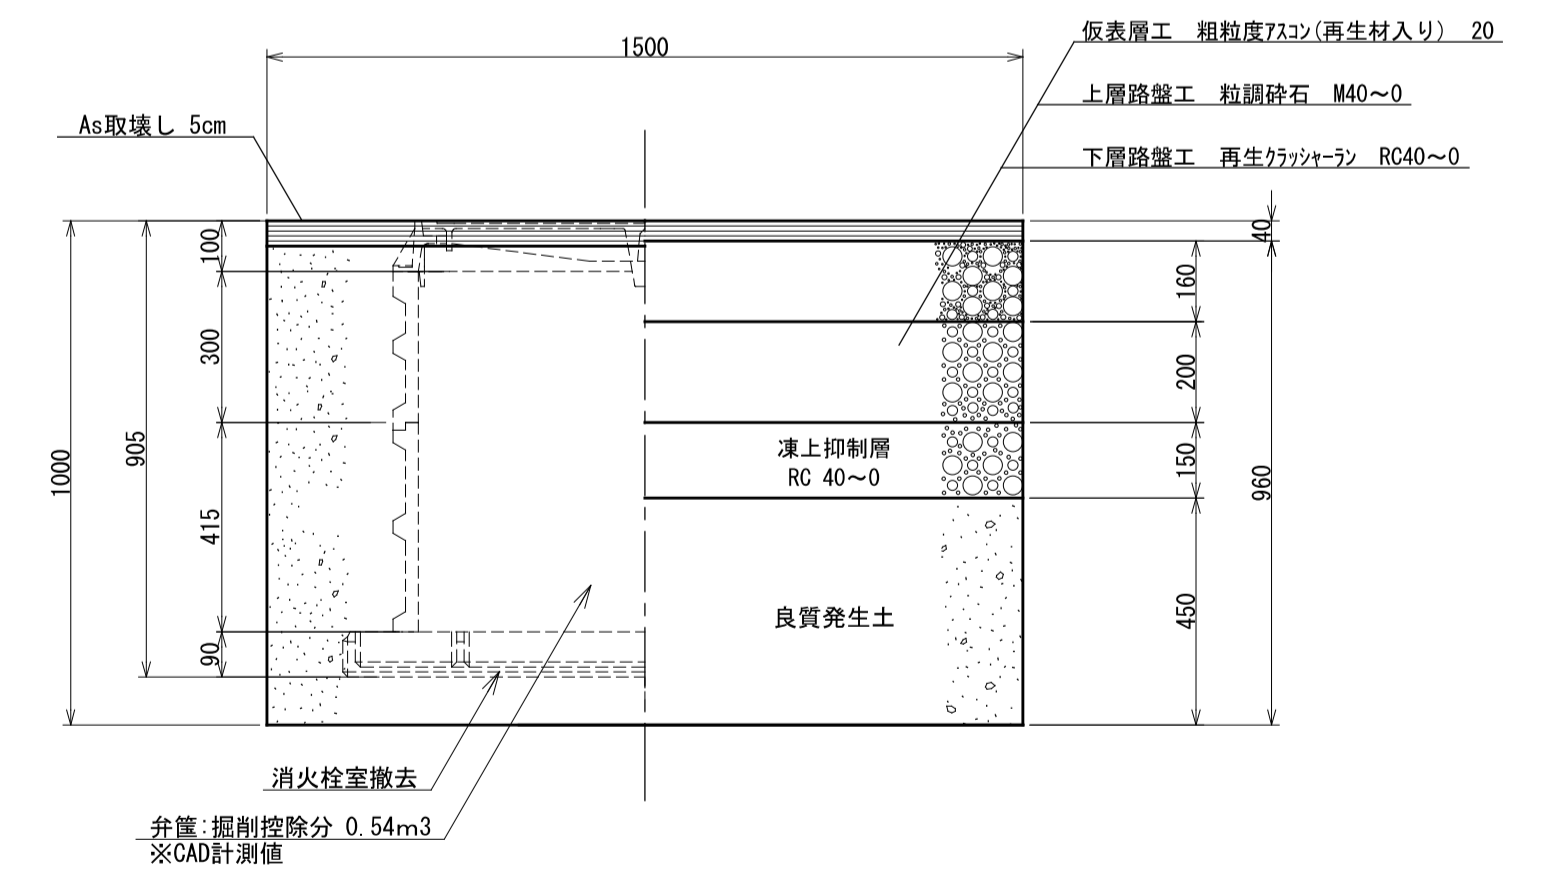 1500
仮表層工　粗粒度ｱｽｺﾝ(再生材入り)　20
上層路盤工　粒調砕石　M40～0
As取壊し 5cm
下層路盤工　再生ｸﾗｯｼｬｰﾗﾝ　RC40～0
100
40
160
300
200
905
1000
凍上抑制層
RC 40～0
150
960
415
良質発生土
450
90
消火栓室撤去
弁筐:掘削控除分 0.54m3
※CAD計測値